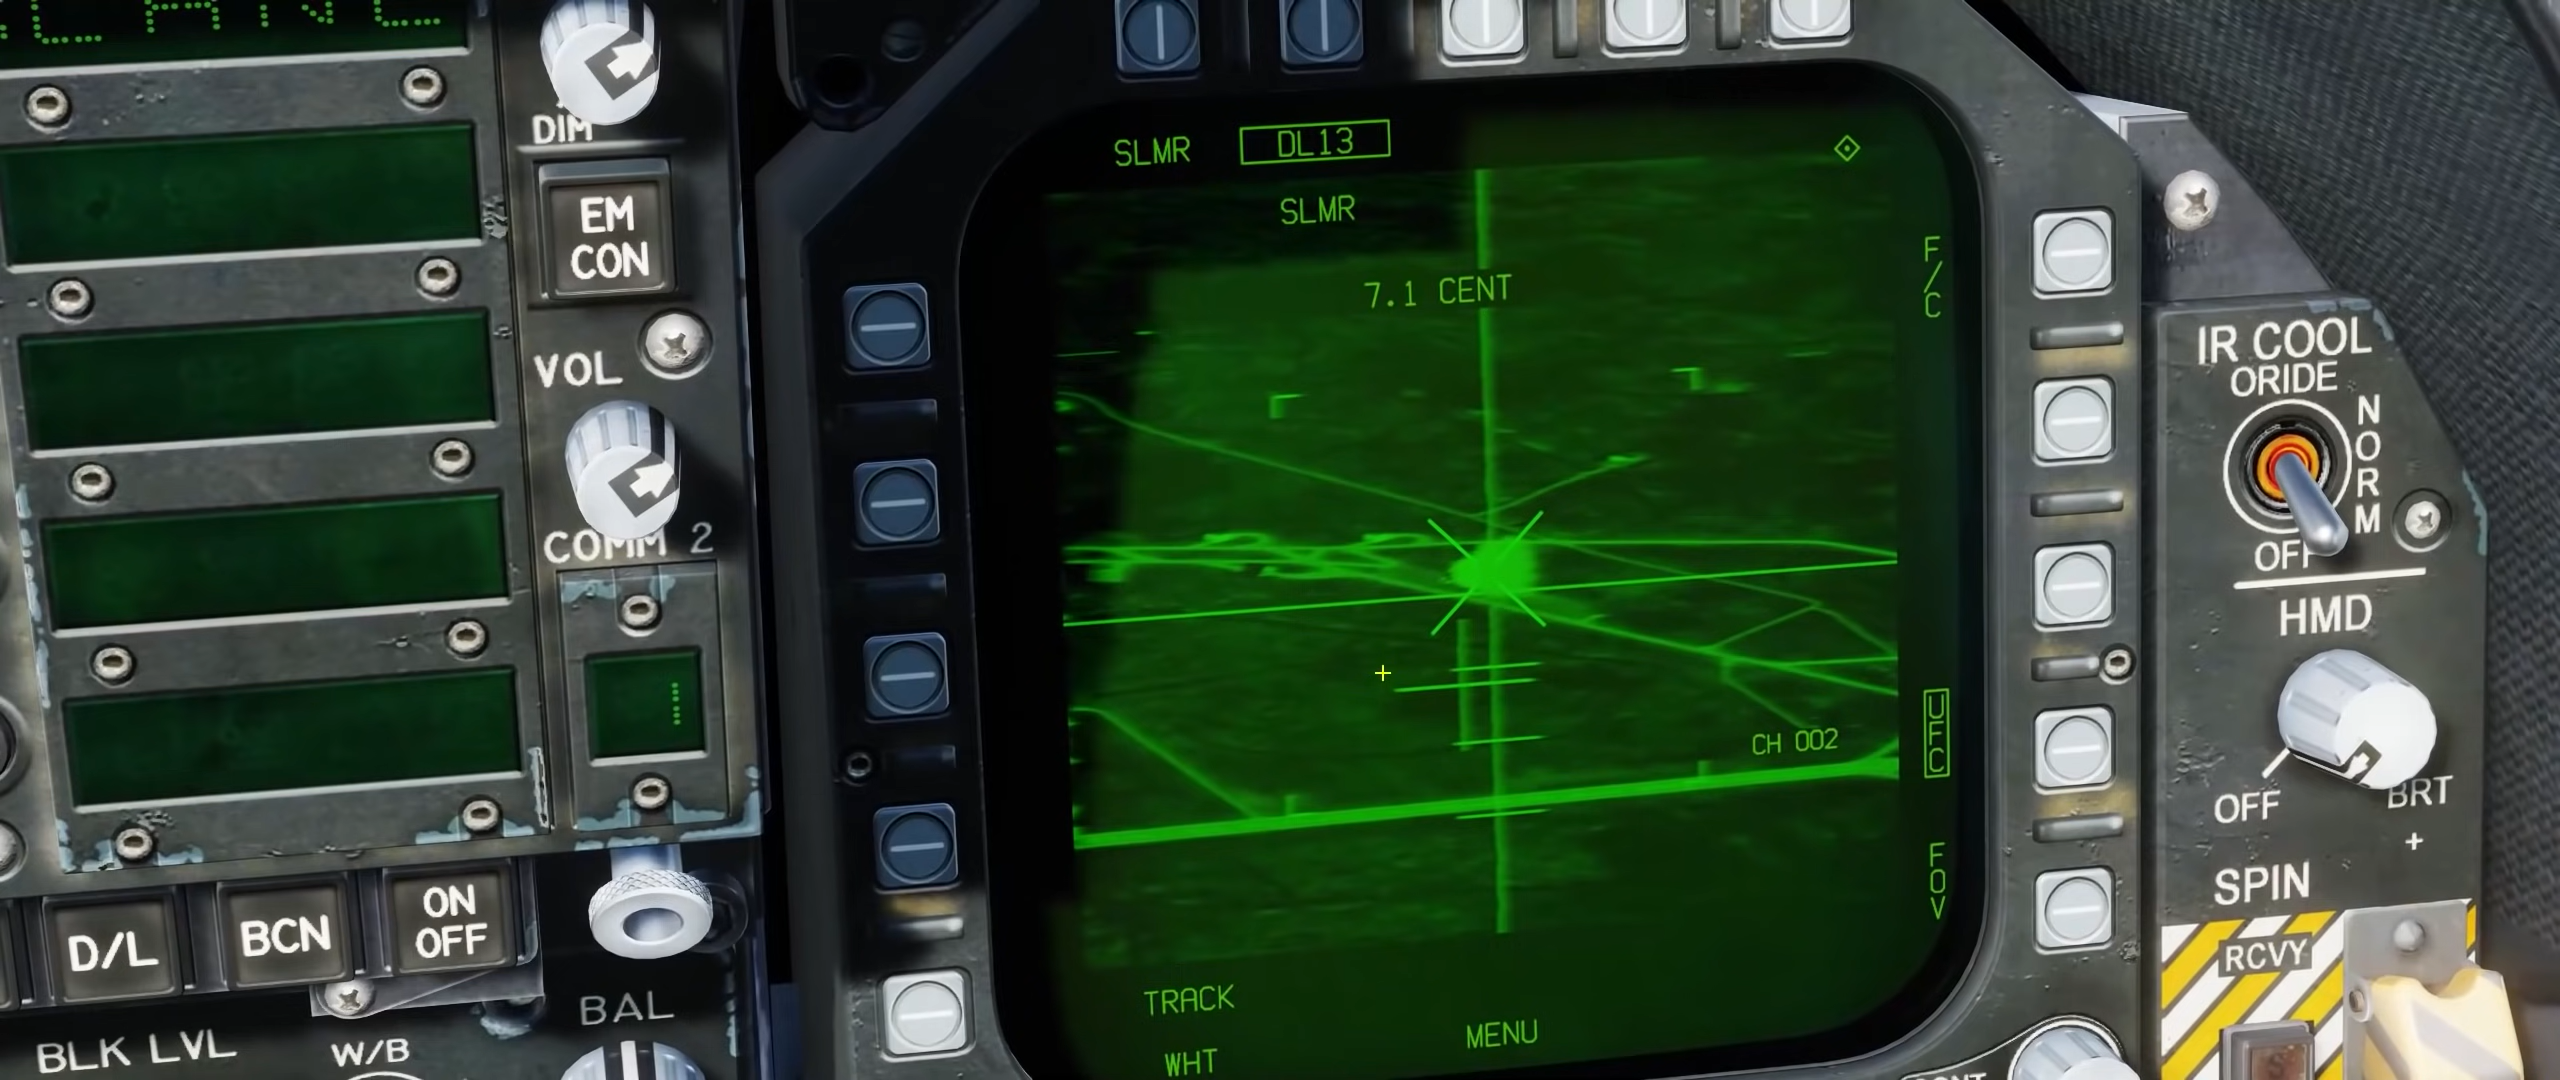 DIM
EM
CON
VOL
COMM 2
D/L
BCN
ON
OFF
BAL
BLK LVL
W/B
SLMR
DL13
SLMR
7.1 CENT
F/C
UFC
CH 002
FOV
TRACK
MENU
WHT
IR COOL
ORIDE
NORM
OFF
HMD
OFF
BRT
+
SPIN
RCVY